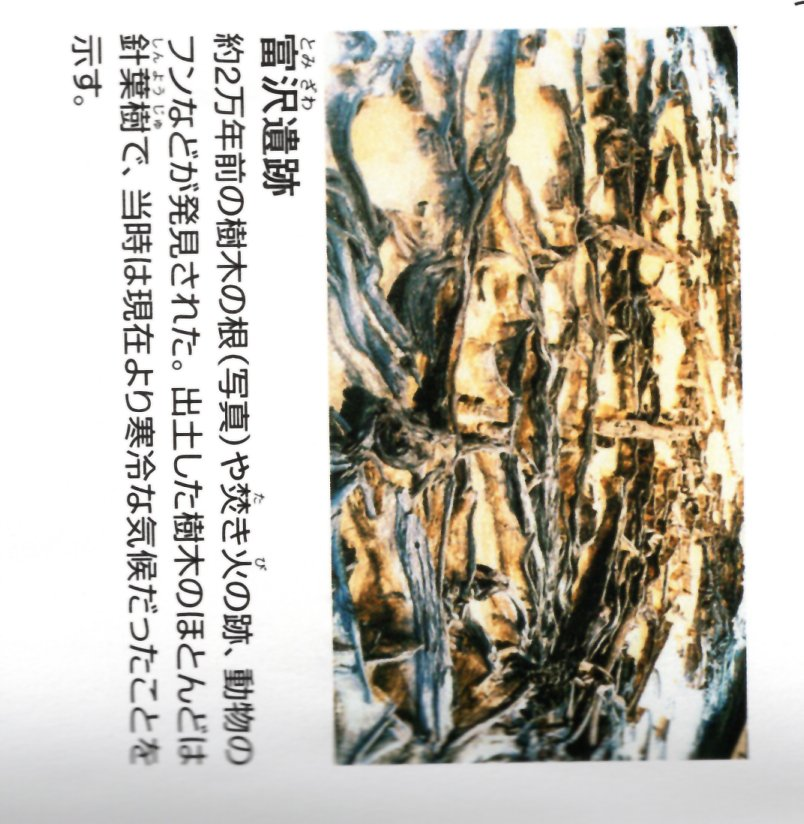 富沢遺跡
約2万年前の樹木の根(写真)や焚き火の跡、動物の
フンなどが発見された。出土した樹木のほとんどは
針葉樹で、当時は現在より寒冷な気候だったことを
示す。